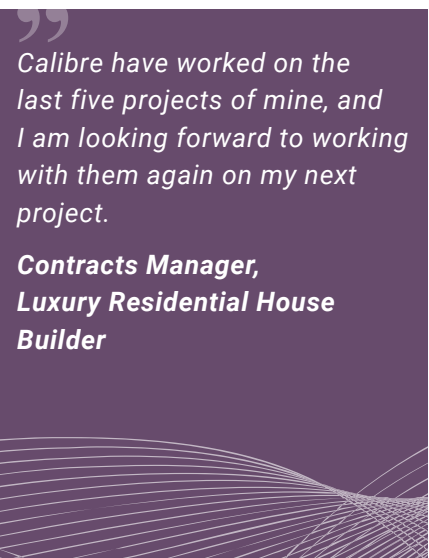 ”
Calibre have worked on the
last five projects of mine, and
I am looking forward to working
with them again on my next
project.
Contracts Manager,
Luxury Residential House
Builder